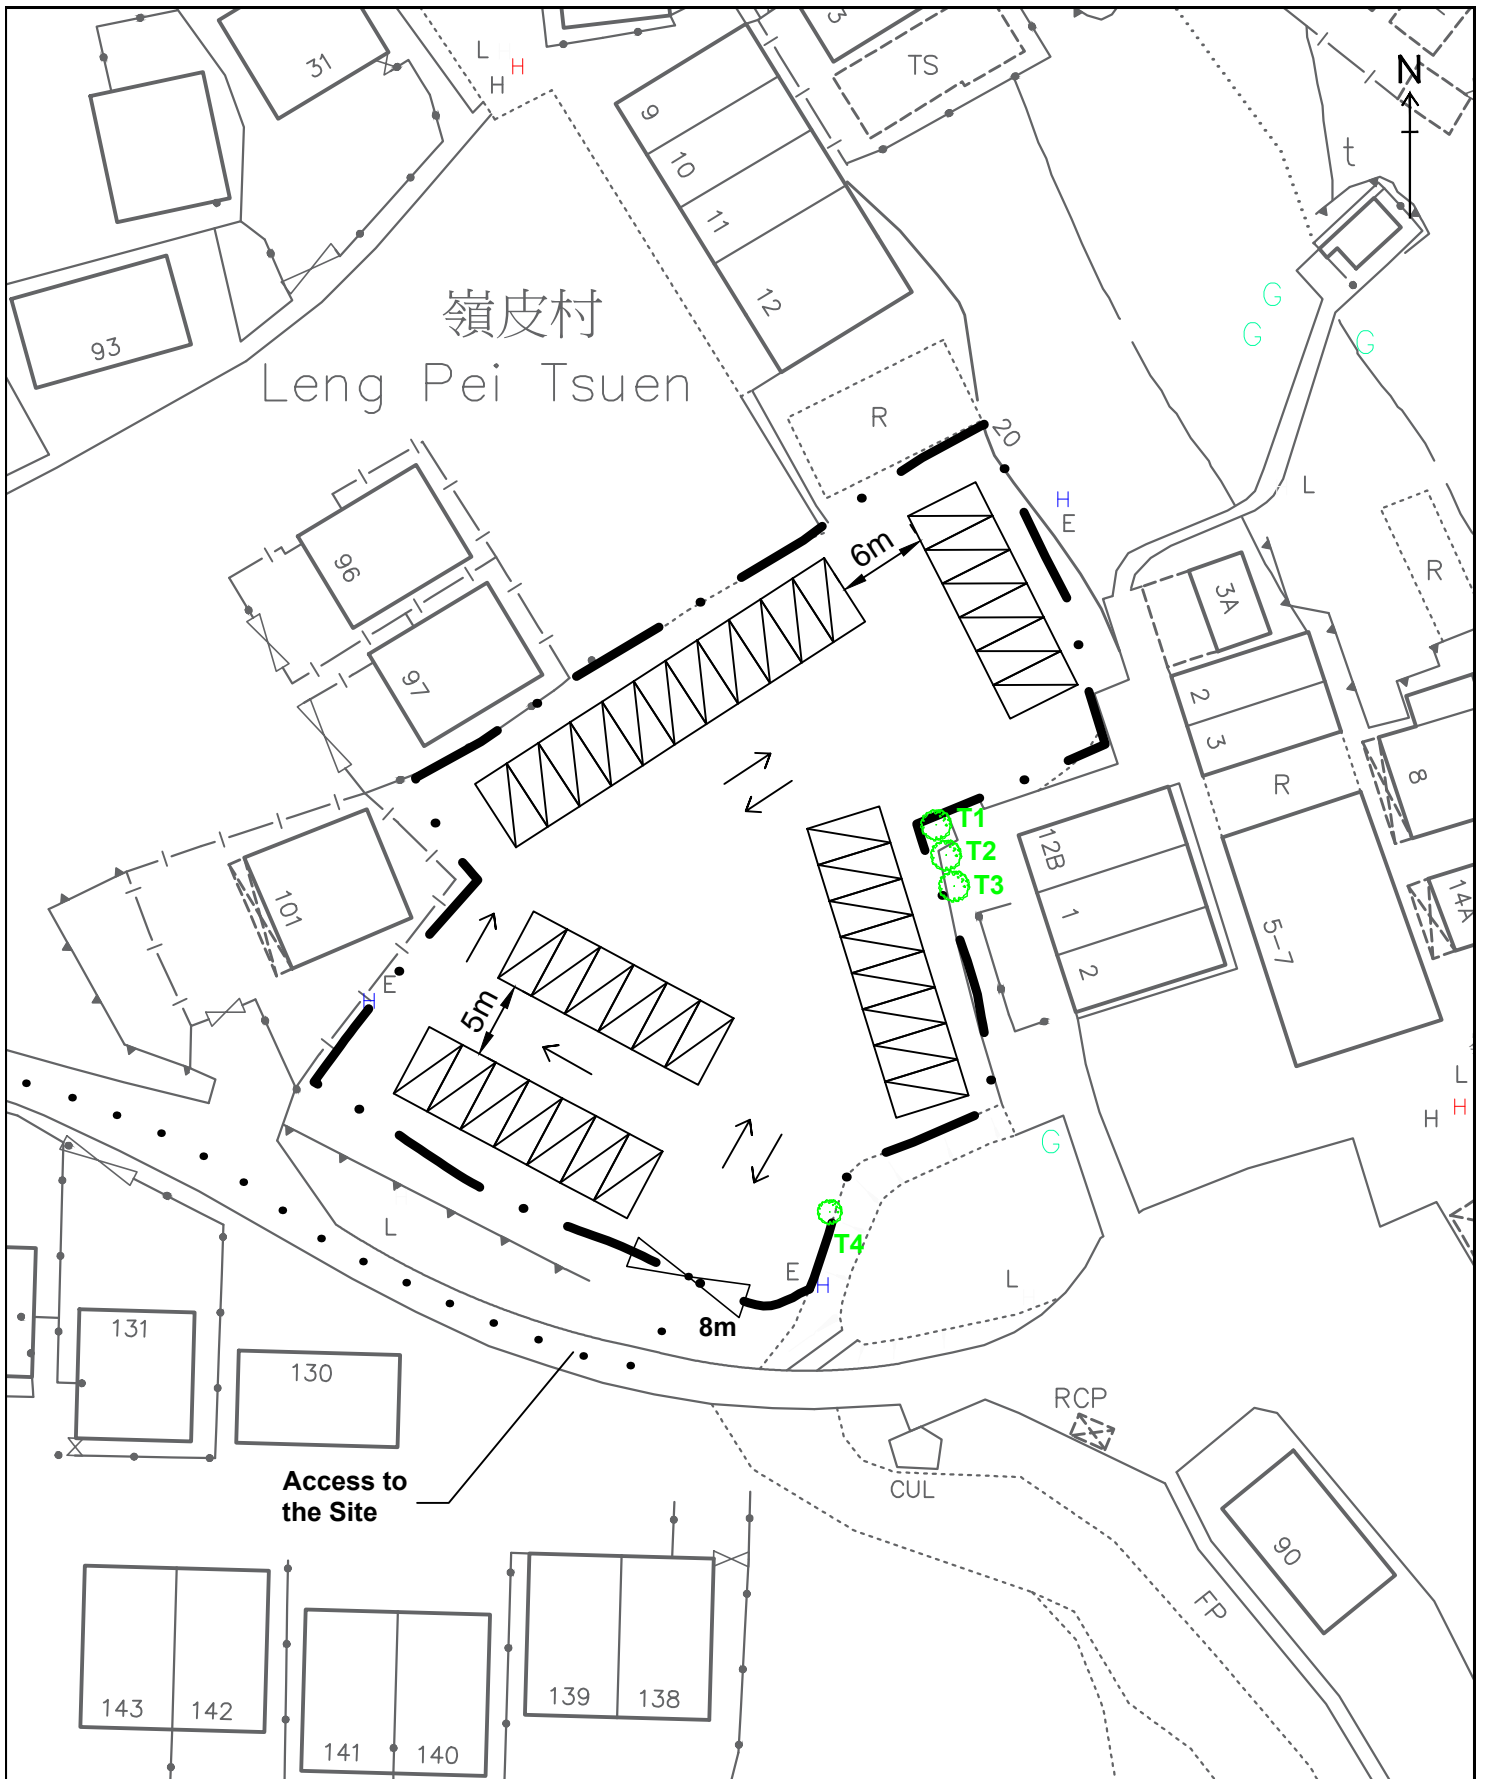 31
L
H
H
3
TS
N
9
10
11
12
t
93
嶺皮村
Leng Pei Tsuen
G
G
G
R
20
L
H
E
6m
96
97
R
3A
2
3
R
8
T1
T2
T3
12B
1
2
5-7
14A
101
E
H
5m
L
H
H
G
L
T4
E
H
L
8m
131
130
RCP
CUL
Access to
the Site
90
FP
143
142
141
140
139
138